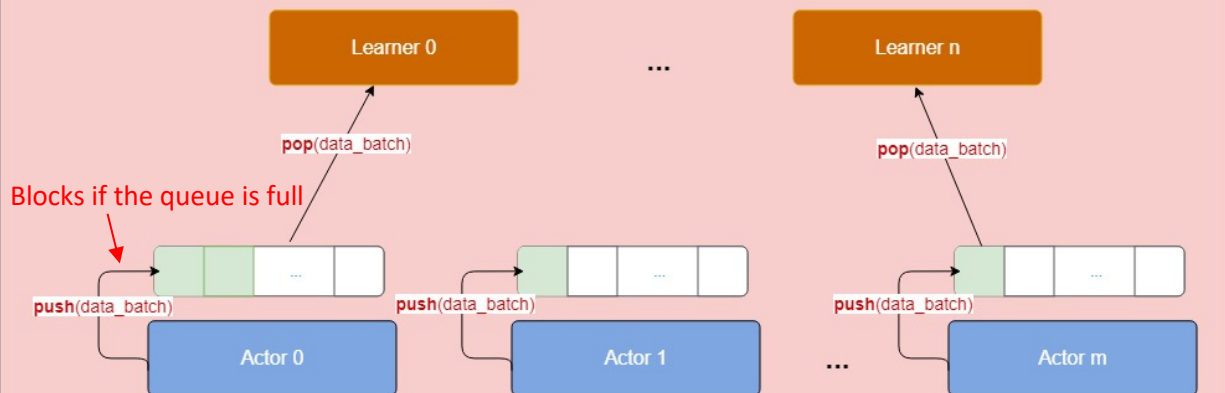 Learner 0
...
Learner n
pop(data_batch)
pop(data_batch)
Blocks if the queue is full
...
...
...
push(data_batch)
push(data_batch)
push(data_batch)
Actor 0
Actor 1
...
Actor m